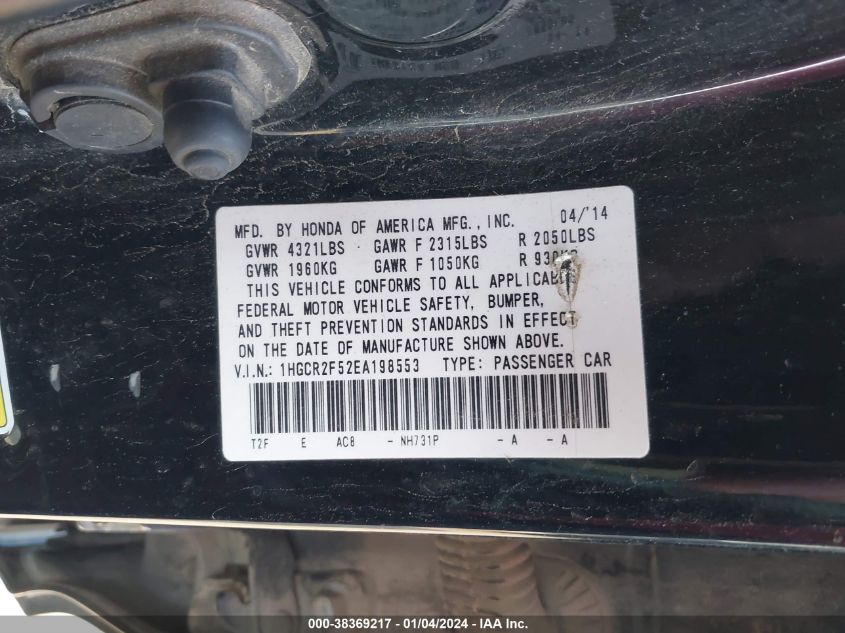 MFD. BY HONDA OF AMERICA MFG., INC. 04/'14
GVWR 4321LBS GAWR F 2315LBS R 2050LBS
GVWR 1960KG GAWR F 1050KG R 930KG
THIS VEHICLE CONFORMS TO ALL APPLICABLE
FEDERAL MOTOR VEHICLE SAFETY, BUMPER,
AND THEFT PREVENTION STANDARDS IN EFFECT
ON THE DATE OF MANUFACTURE SHOWN ABOVE.
V.I.N.: 1HGCR2F52EA198553 TYPE: PASSENGER CAR
T2F E AC8 - NH731P - A - A
000-38369217 - 01/04/2024 - IAA Inc.